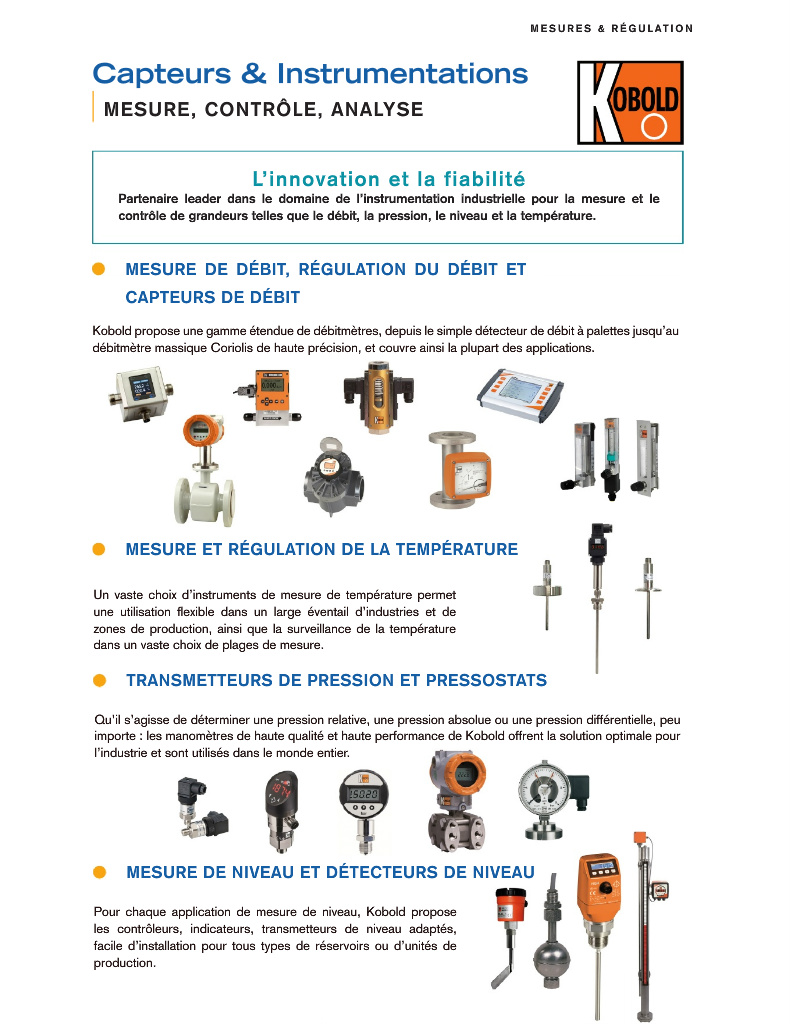 MESURES & RÉGULATION
Capteurs & Instrumentations
MESURE, CONTRÔLE, ANALYSE
KOBOLD
L'innovation et la fiabilité
Partenaire leader dans le domaine de l'instrumentation industrielle pour la mesure et le
contrôle de grandeurs telles que le débit, la pression, le niveau et la température.
MESURE DE DÉBIT, RÉGULATION DU DÉBIT ET
CAPTEURS DE DÉBIT
Kobold propose une gamme étendue de débitmètres, depuis le simple détecteur de débit à palettes jusqu'au
débitmètre massique Coriolis de haute précision, et couvre ainsi la plupart des applications.
MESURE ET RÉGULATION DE LA TEMPÉRATURE
Un vaste choix d'instruments de mesure de température permet
une utilisation flexible dans un large éventail d'industries et de
zones de production, ainsi que la surveillance de la température
dans un vaste choix de plages de mesure.
TRANSMETTEURS DE PRESSION ET PRESSOSTATS
Qu'il s'agisse de déterminer une pression relative, une pression absolue ou une pression différentielle, peu
importe : les manomètres de haute qualité et haute performance de Kobold offrent la solution optimale pour
l'industrie et sont utilisés dans le monde entier.
MESURE DE NIVEAU ET DÉTECTEURS DE NIVEAU
Pour chaque application de mesure de niveau, Kobold propose
les contrôleurs, indicateurs, transmetteurs de niveau adaptés,
facile d'installation pour tous types de réservoirs ou d'unités de
production.